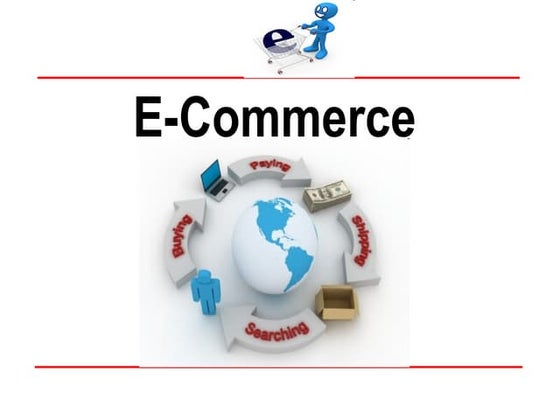 e
E-Commerce
Paying
Buying
Shipping
Searching